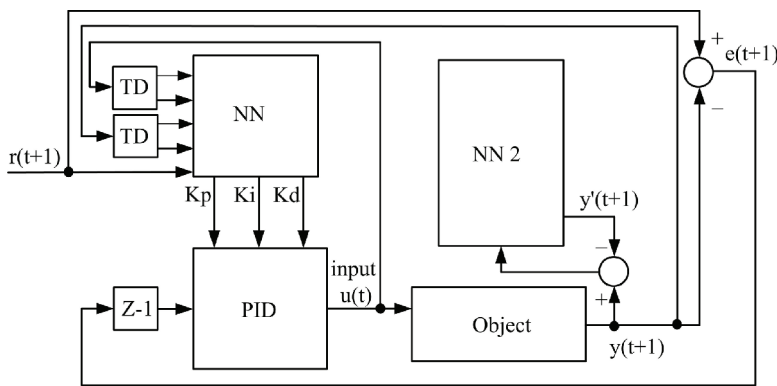 +
e(t+1)
–
TD
NN
TD
NN 2
r(t+1)
Kp Ki Kd
y'(t+1)
–
input
u(t)
+
Z-1
PID
Object
y(t+1)